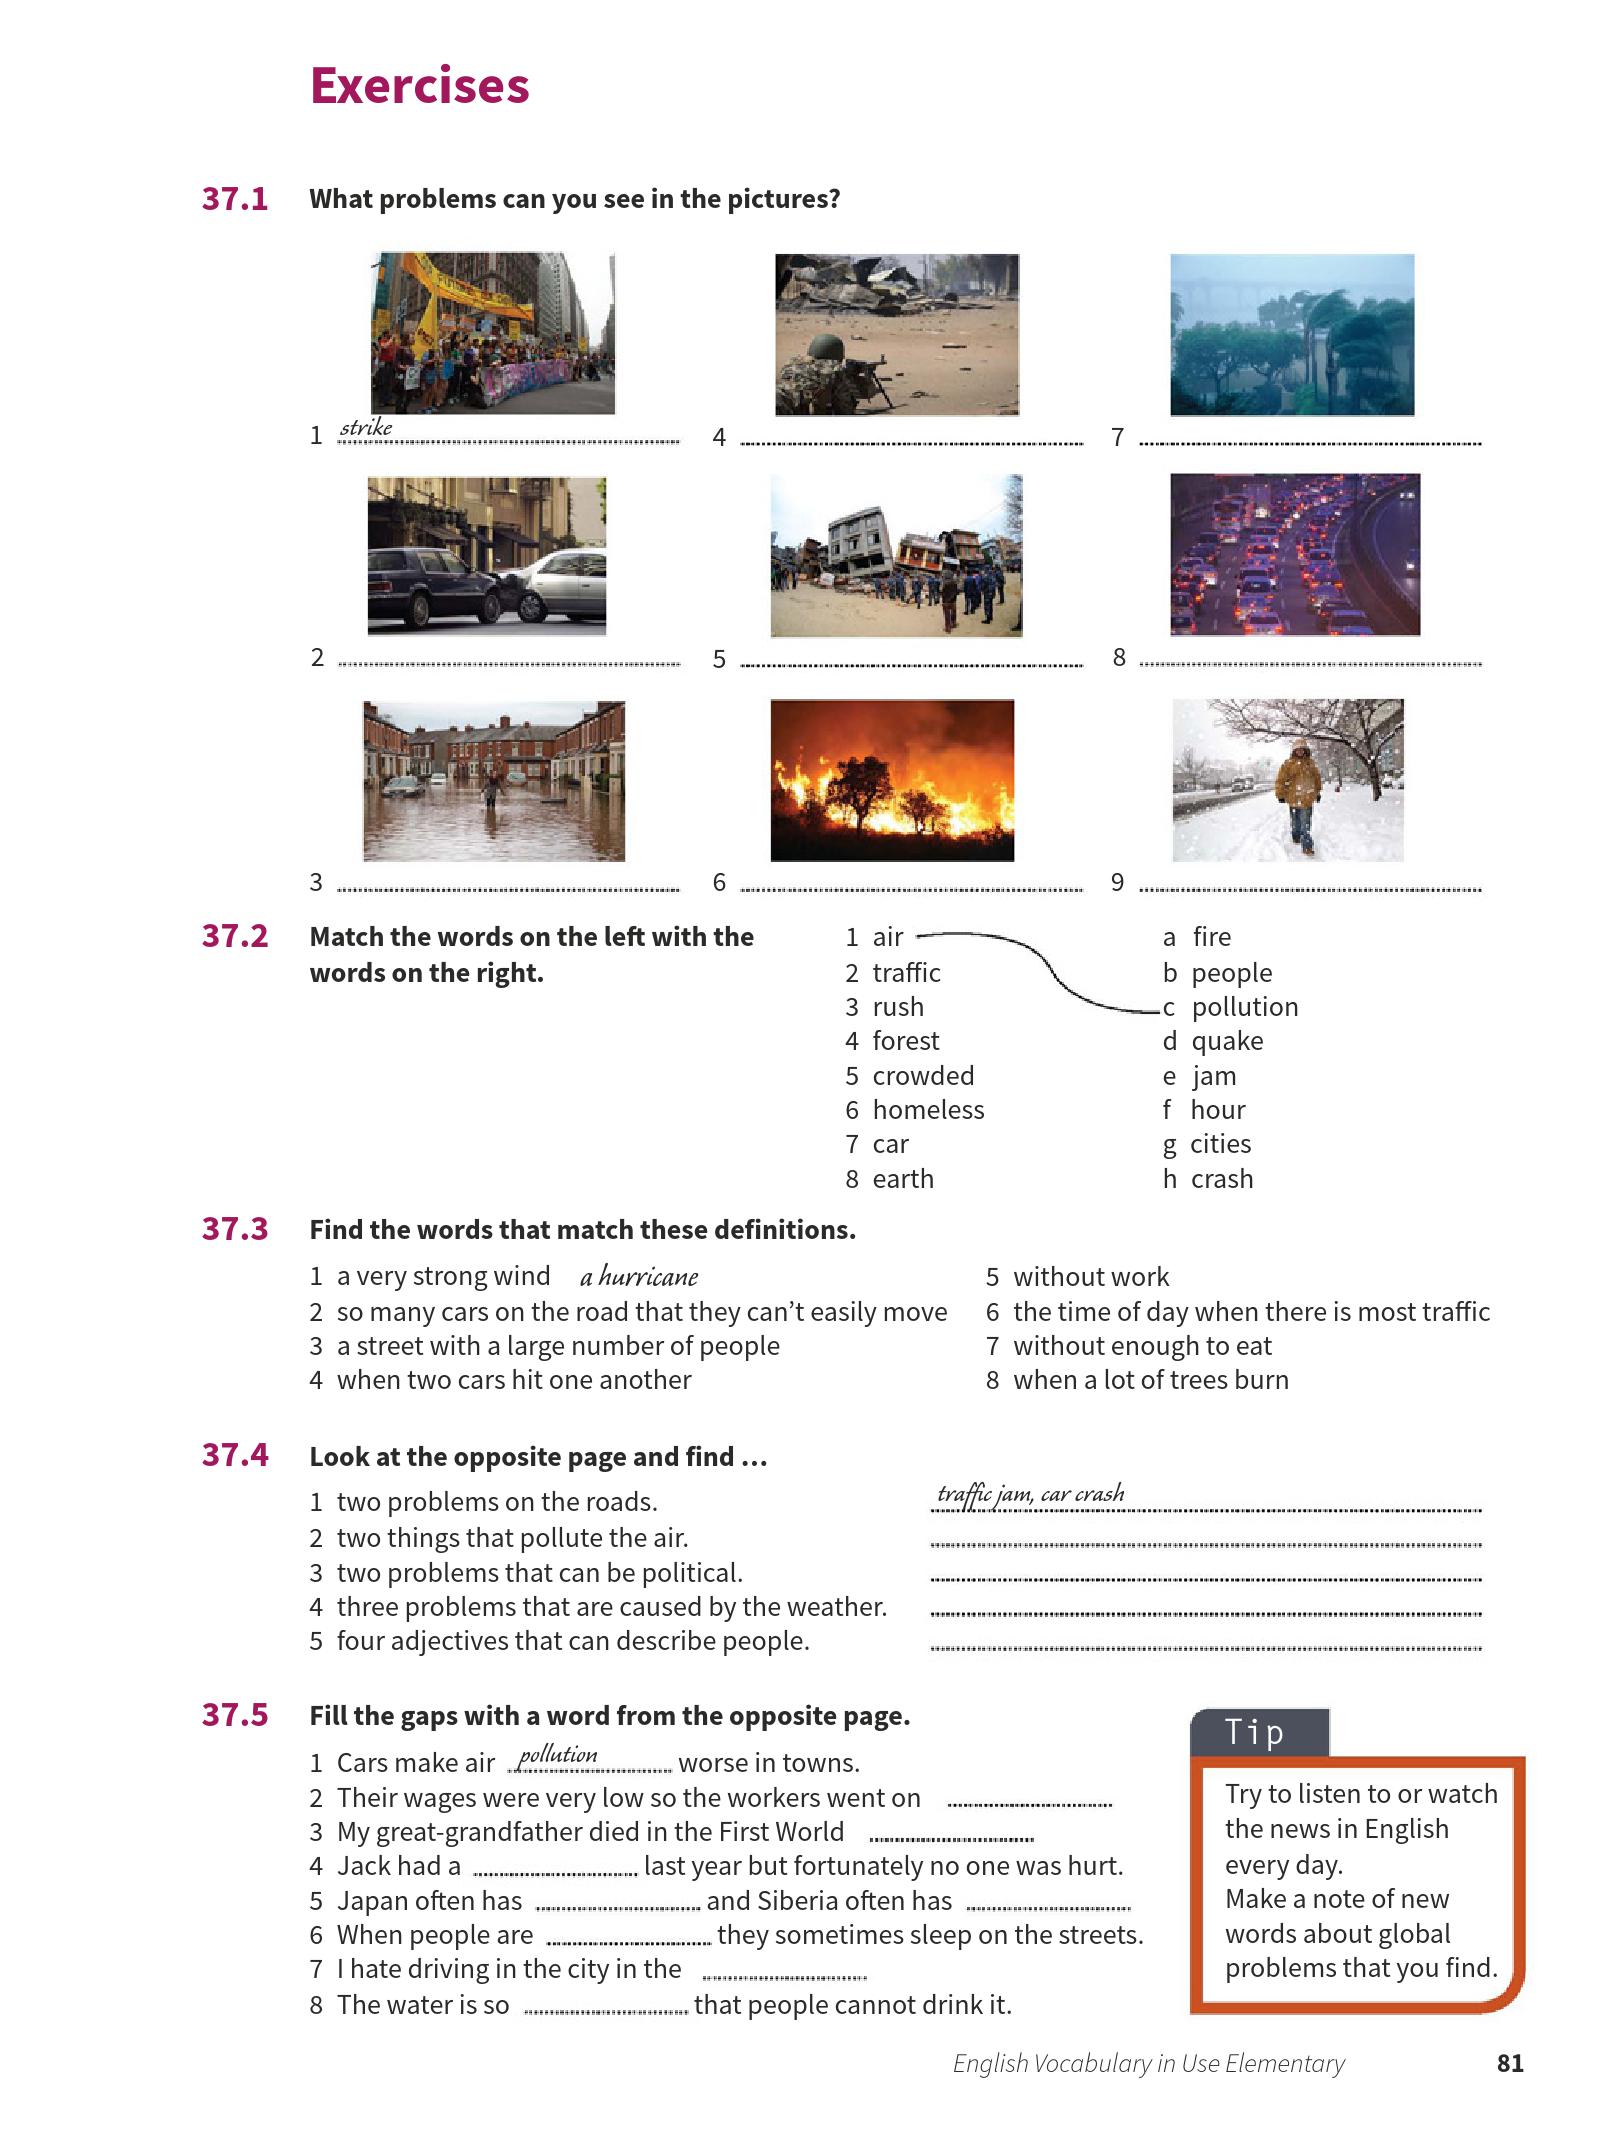 Exercises
37.1 What problems can you see in the pictures?
1 strike
4
7
2
5
8
3
6
9
37.2 Match the words on the left with the
words on the right.
1 air
2 traffic
3 rush
4 forest
5 crowded
6 homeless
7 car
8 earth
a fire
b people
c pollution
d quake
e jam
f hour
g cities
h crash
37.3 Find the words that match these definitions.
1 a very strong wind a hurricane
2 so many cars on the road that they can’t easily move
3 a street with a large number of people
4 when two cars hit one another
5 without work
6 the time of day when there is most traffic
7 without enough to eat
8 when a lot of trees burn
37.4 Look at the opposite page and find ...
1 two problems on the roads. traffic jam, car crash
2 two things that pollute the air.
3 two problems that can be political.
4 three problems that are caused by the weather.
5 four adjectives that can describe people.
37.5 Fill the gaps with a word from the opposite page.
1 Cars make air pollution worse in towns.
2 Their wages were very low so the workers went on
3 My great-grandfather died in the First World
4 Jack had a last year but fortunately no one was hurt.
5 Japan often has and Siberia often has
6 When people are they sometimes sleep on the streets.
7 I hate driving in the city in the
8 The water is so that people cannot drink it.
Tip
Try to listen to or watch
the news in English
every day.
Make a note of new
words about global
problems that you find.
English Vocabulary in Use Elementary 81